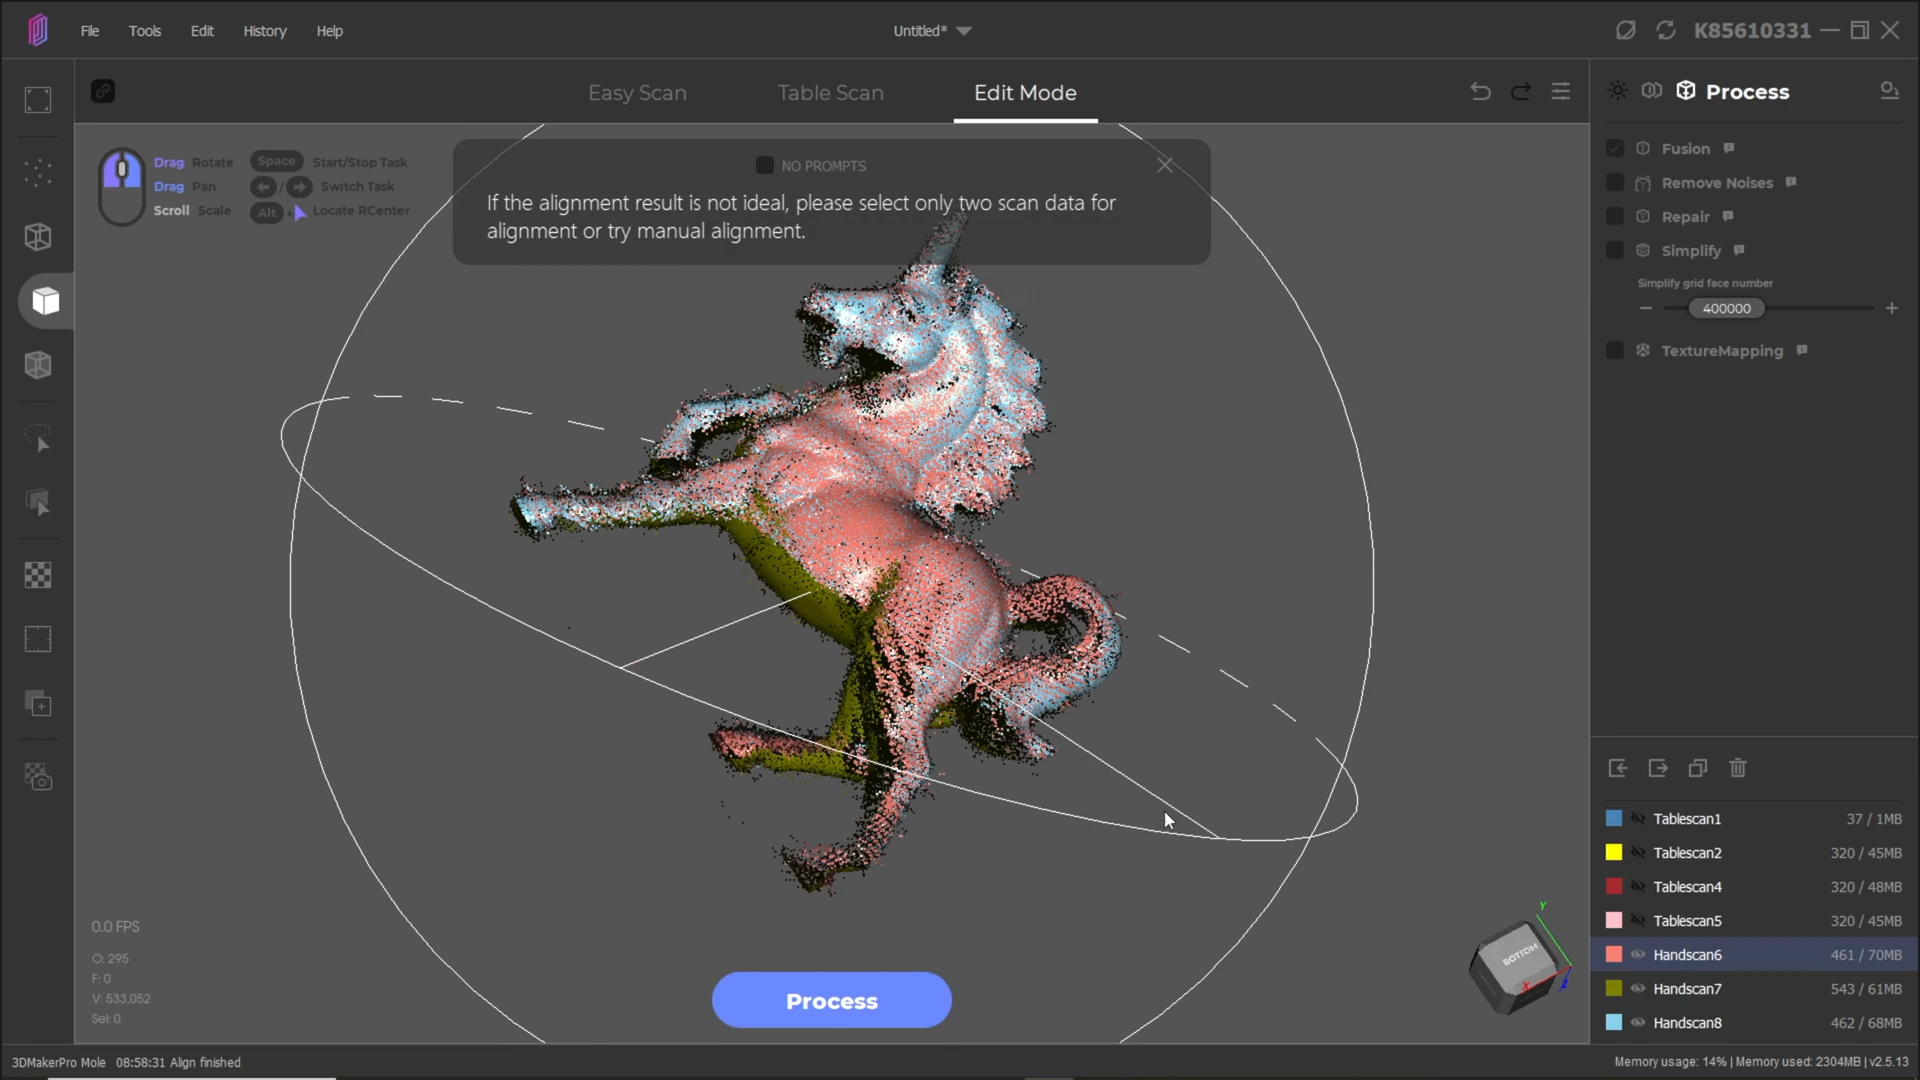 File Tools Edit History Help
Untitled*
K85610331
Easy Scan Table Scan Edit Mode
Process
Drag Rotate Space Start/Stop Task
Drag Pan / Switch Task
Scroll Scale Alt + Locate RCenter
NO PROMPTS
If the alignment result is not ideal, please select only two scan data for
alignment or try manual alignment.
Fusion
Remove Noises
Repair
Simplify
Simplify grid face number
− 400000 +
TextureMapping
Tablescan1 37 / 1MB
Tablescan2 320 / 45MB
Tablescan4 320 / 48MB
Tablescan5 320 / 45MB
Handscan6 461 / 70MB
Handscan7 543 / 61MB
Handscan8 462 / 68MB
0.0 FPS
O: 295
F: 0
V: 533,052
Sel: 0
Process
Y
BOTTOM
X
Z
3DMakerPro Mole 08:58:31 Align finished
Memory usage: 14% | Memory used: 2304MB | v2.5.13